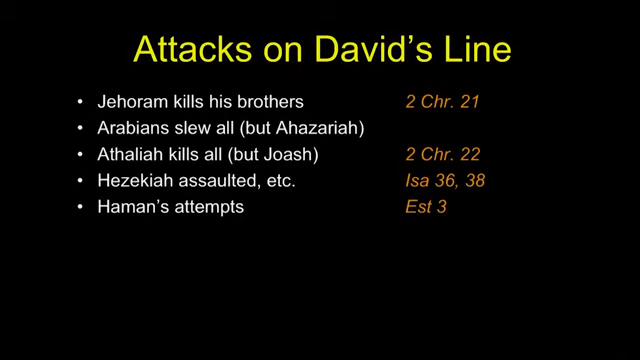 Attacks on David's Line
• Jehoram kills his brothers 2 Chr. 21
• Arabians slew all (but Ahazariah)
• Athaliah kills all (but Joash) 2 Chr. 22
• Hezekiah assaulted, etc. Isa 36, 38
• Haman's attempts Est 3